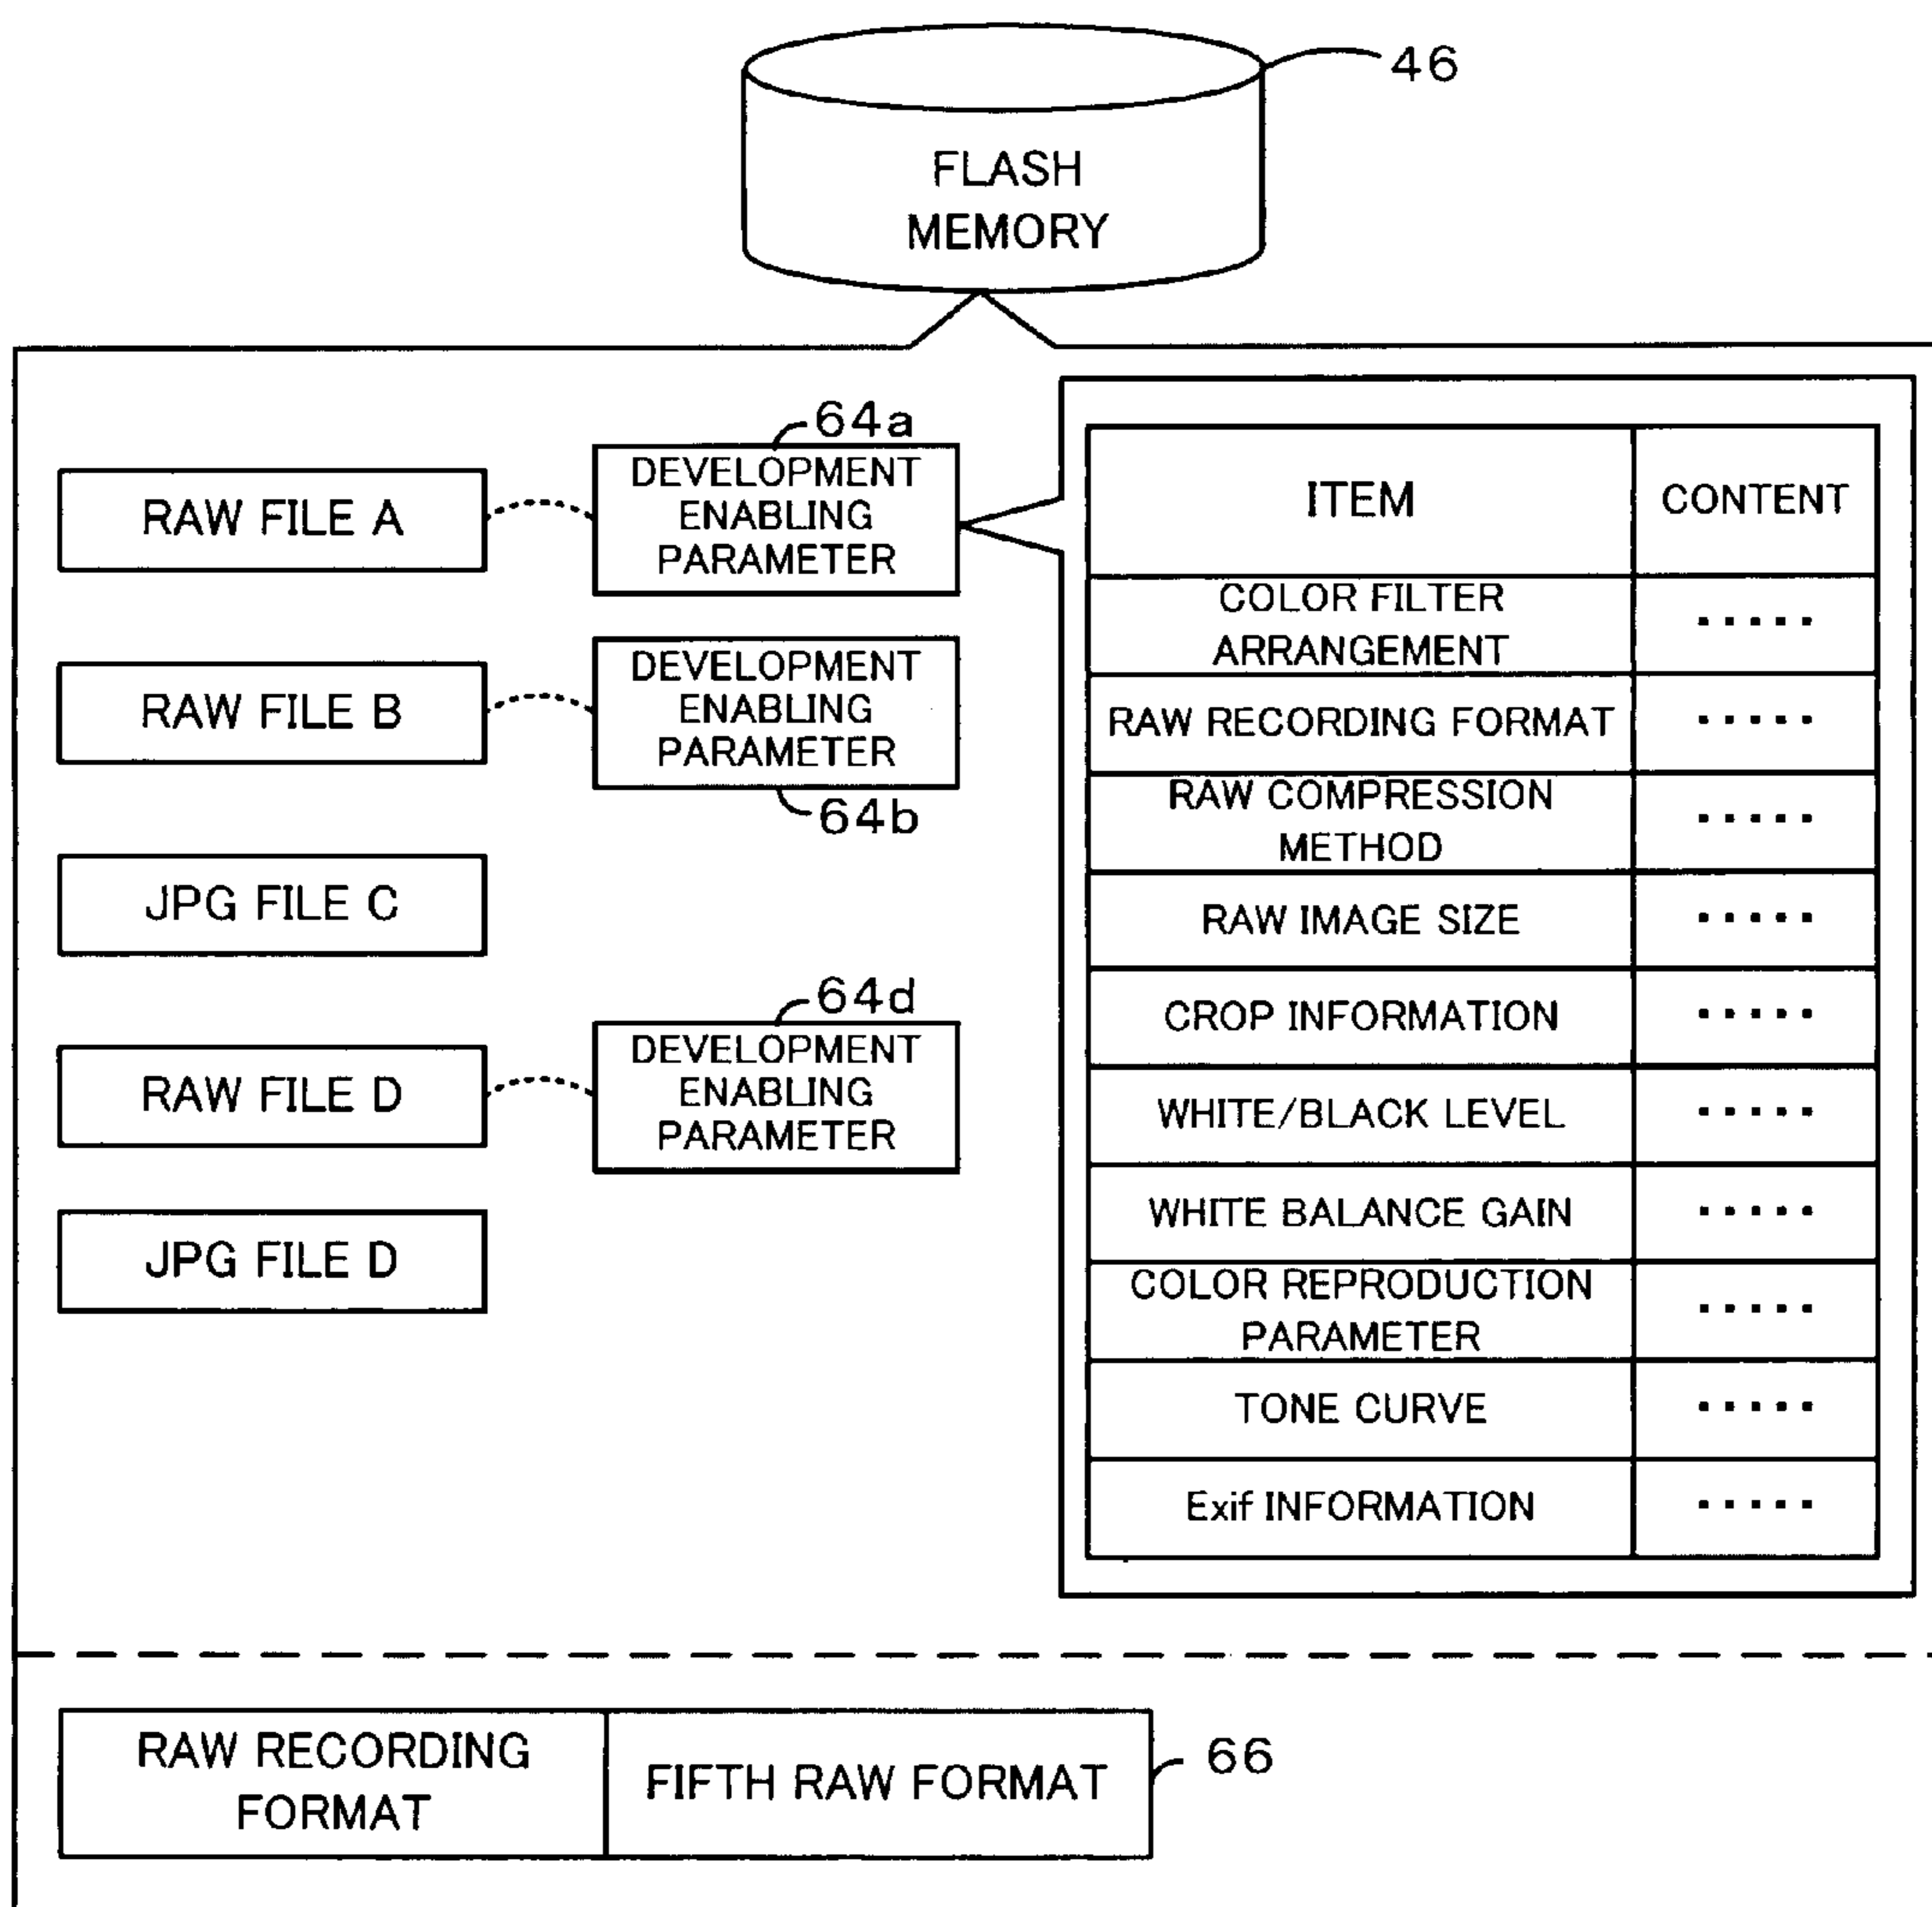 46
FLASH
MEMORY
64a
RAW FILE A
DEVELOPMENT
ENABLING
PARAMETER
RAW FILE B
DEVELOPMENT
ENABLING
PARAMETER
64b
JPG FILE C
64d
RAW FILE D
DEVELOPMENT
ENABLING
PARAMETER
JPG FILE D
ITEM
CONTENT
COLOR FILTER
ARRANGEMENT
.....
RAW RECORDING FORMAT
.....
RAW COMPRESSION
METHOD
.....
RAW IMAGE SIZE
.....
CROP INFORMATION
.....
WHITE/BLACK LEVEL
.....
WHITE BALANCE GAIN
.....
COLOR REPRODUCTION
PARAMETER
.....
TONE CURVE
.....
Exif INFORMATION
.....
RAW RECORDING
FORMAT
FIFTH RAW FORMAT
66